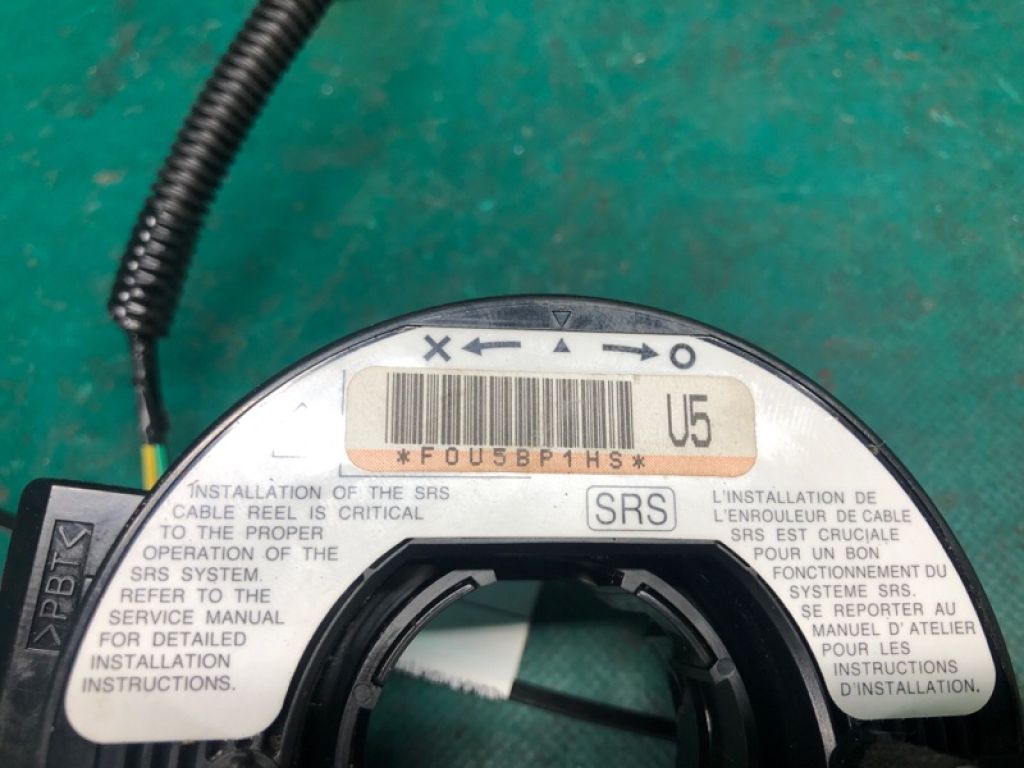 U5
*F0U5BP1HS*
INSTALLATION OF THE SRS
CABLE REEL IS CRITICAL
TO THE PROPER
OPERATION OF THE
SRS SYSTEM.
REFER TO THE
SERVICE MANUAL
FOR DETAILED
INSTALLATION
INSTRUCTIONS.
SRS
L'INSTALLATION DE
L'ENROULEUR DE CABLE
SRS EST CRUCIALE
POUR UN BON
FONCTIONNEMENT DU
SYSTEME SRS.
SE REPORTER AU
MANUEL D'ATELIER
POUR LES
INSTRUCTIONS
D'INSTALLATION.
>PBT<